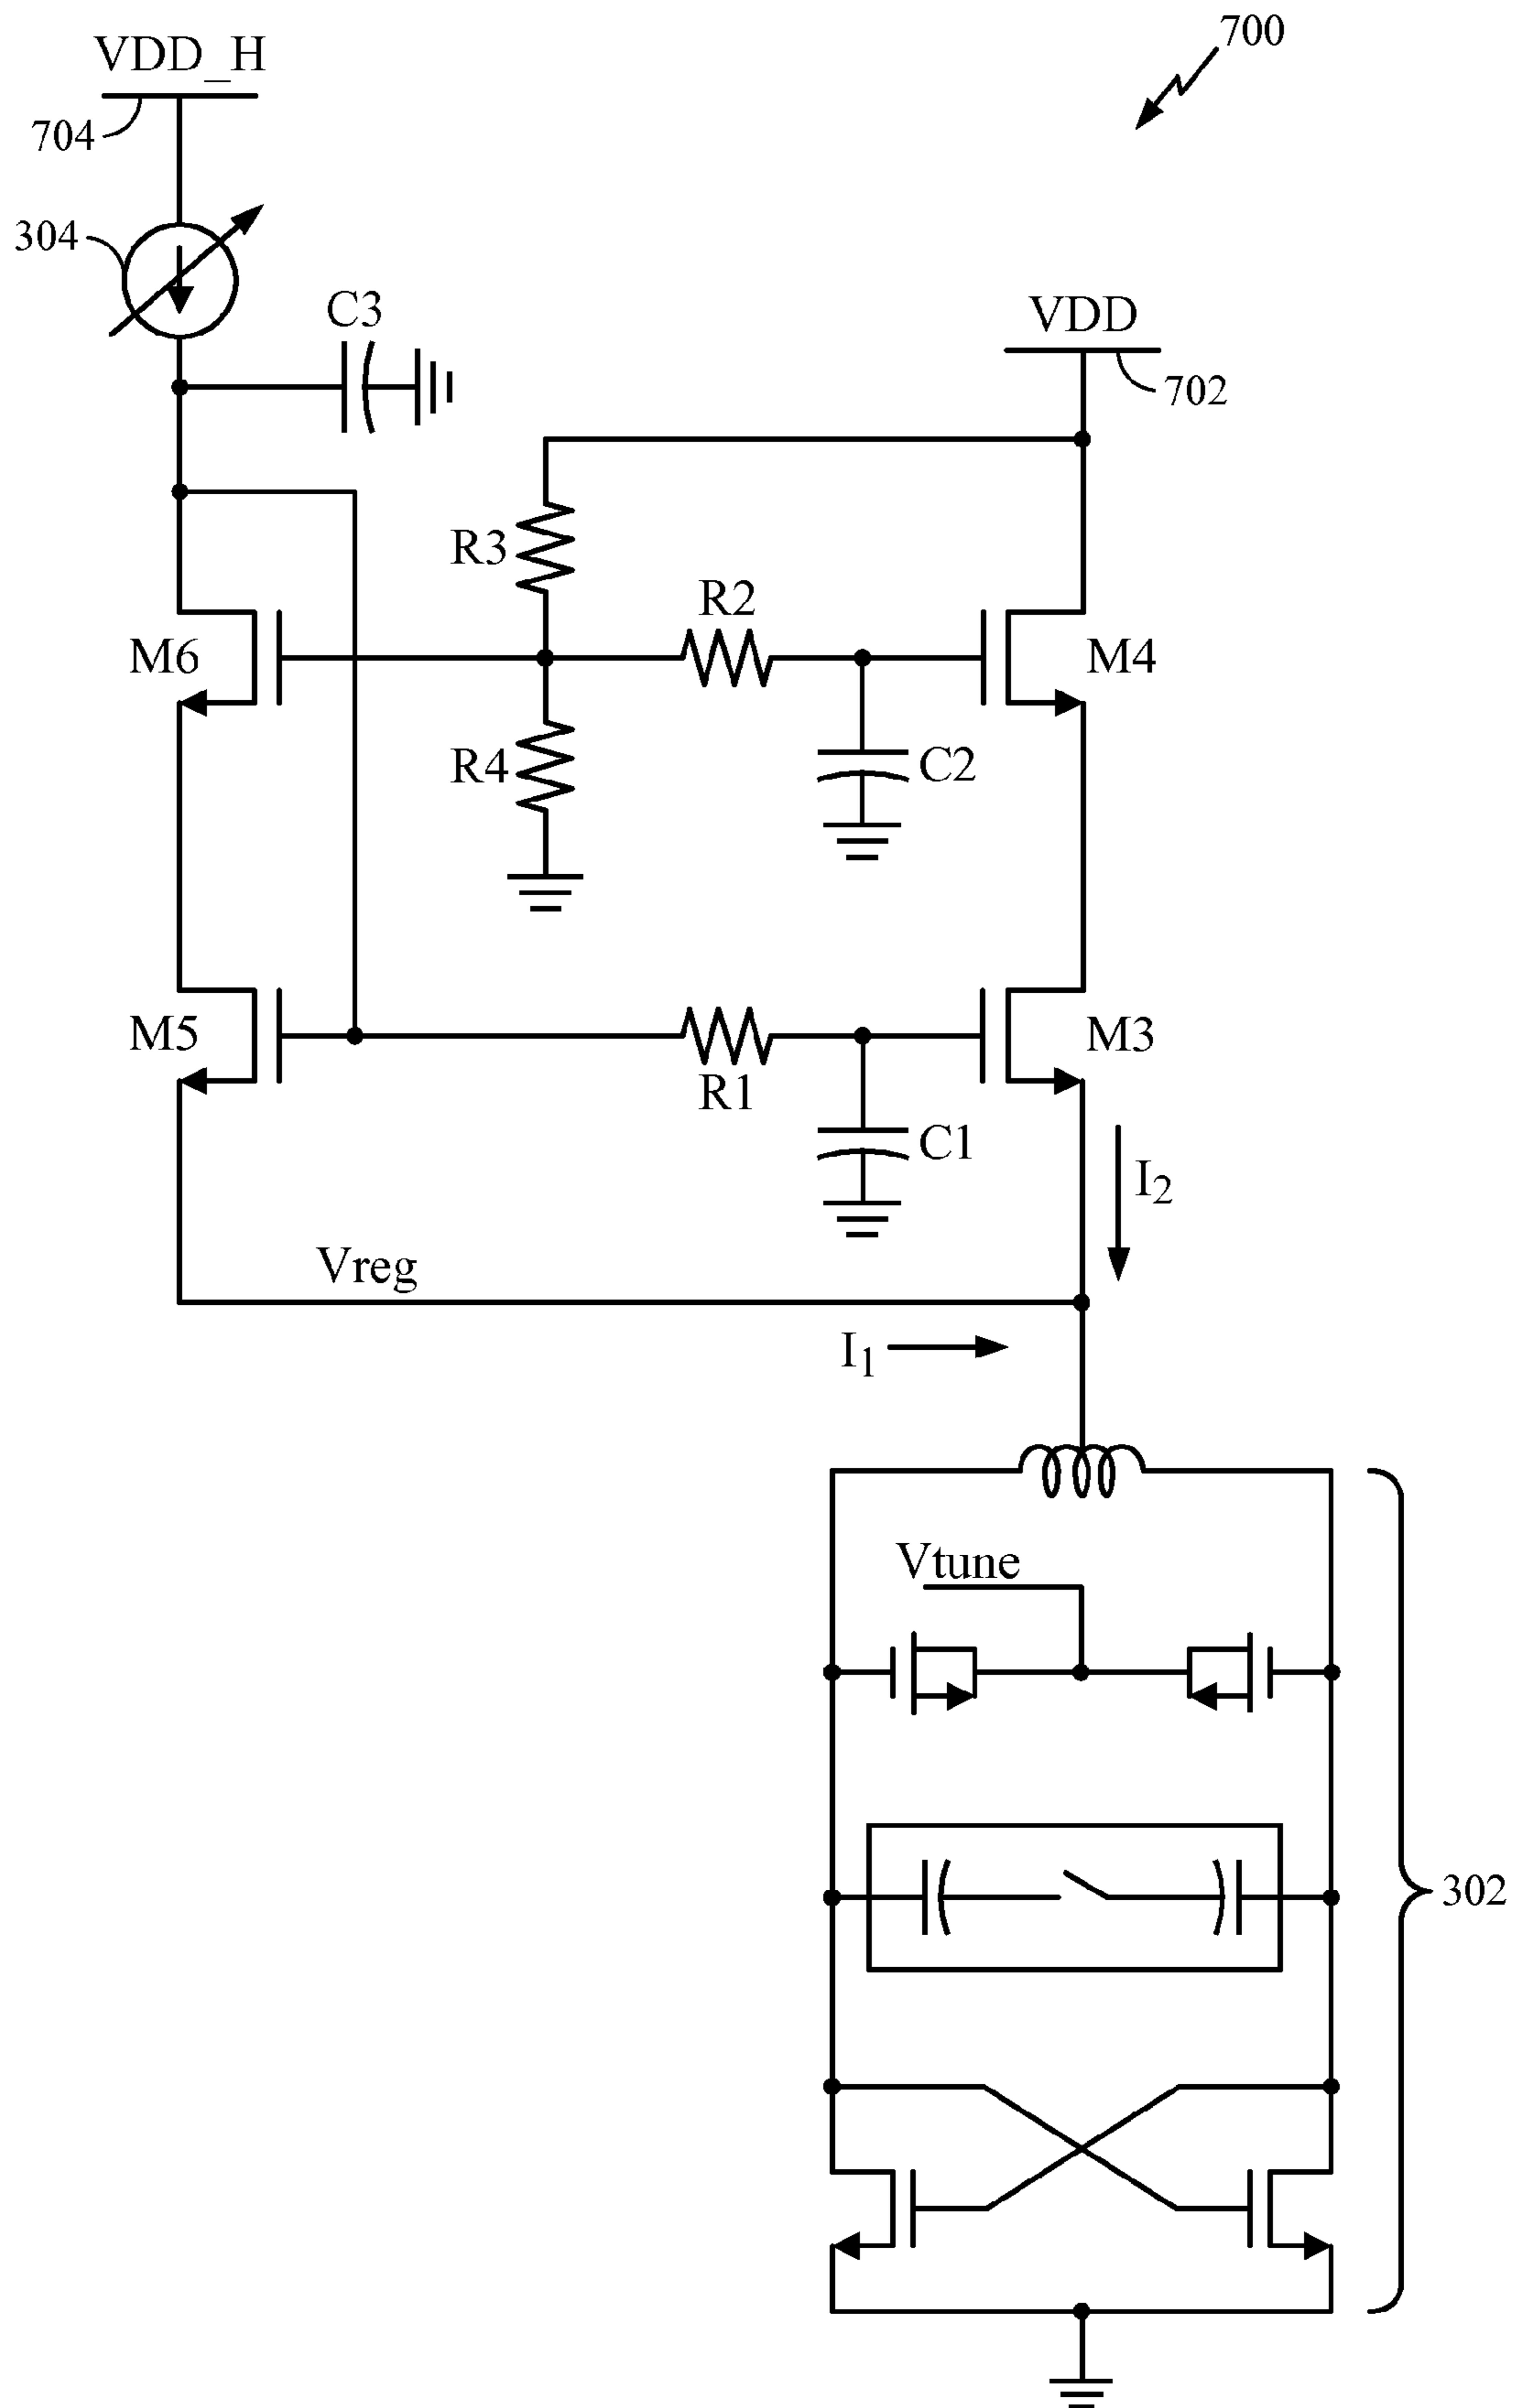 700
VDD_H
704
304
C3
VDD
702
R3
R2
M6
M4
R4
C2
M5
M3
R1
C1
I2
Vreg
I1
Vtune
302